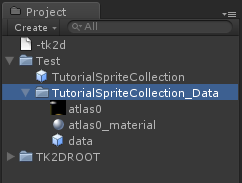 Project
Create All
-tk2d
Test
TutorialSpriteCollection
TutorialSpriteCollection_Data
atlas0
atlas0_material
data
TK2DROOT